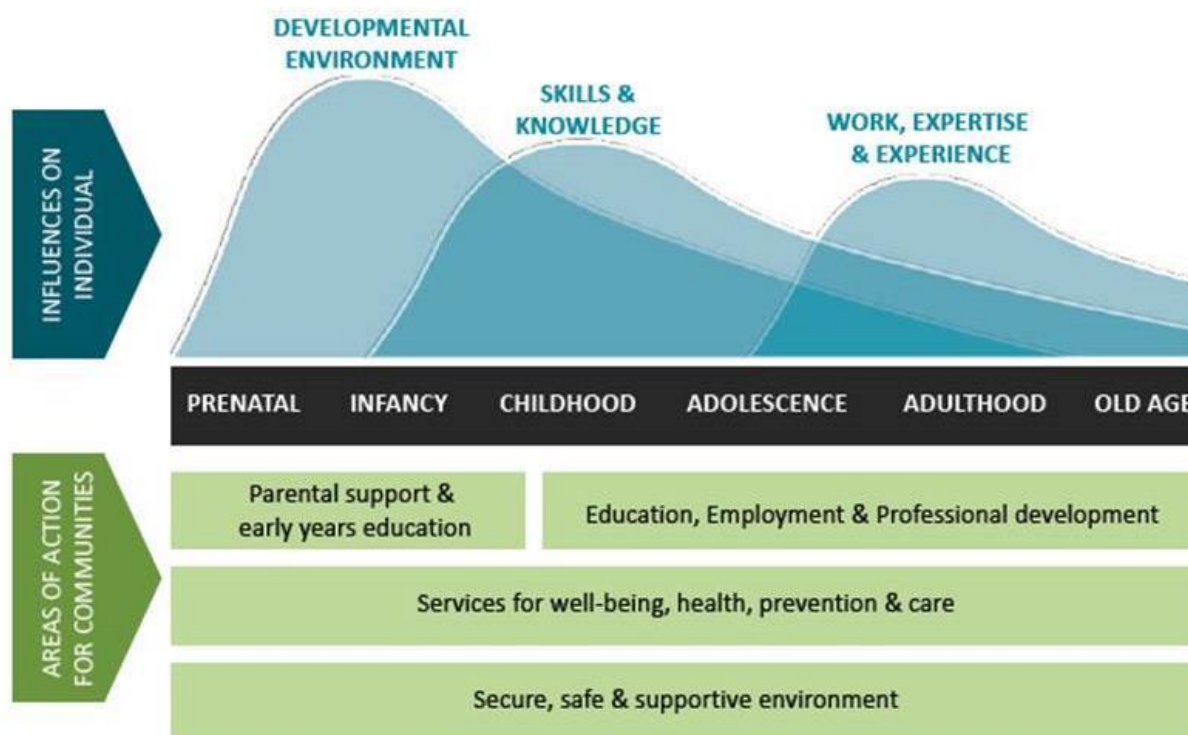 DEVELOPMENTAL
ENVIRONMENT
SKILLS &
KNOWLEDGE
WORK, EXPERTISE
& EXPERIENCE
INFLUENCES ON
INDIVIDUAL
PRENATAL INFANCY CHILDHOOD ADOLESCENCE ADULTHOOD OLD AGE
AREAS OF ACTION
FOR COMMUNITIES
Parental support &
early years education
Education, Employment & Professional development
Services for well-being, health, prevention & care
Secure, safe & supportive environment